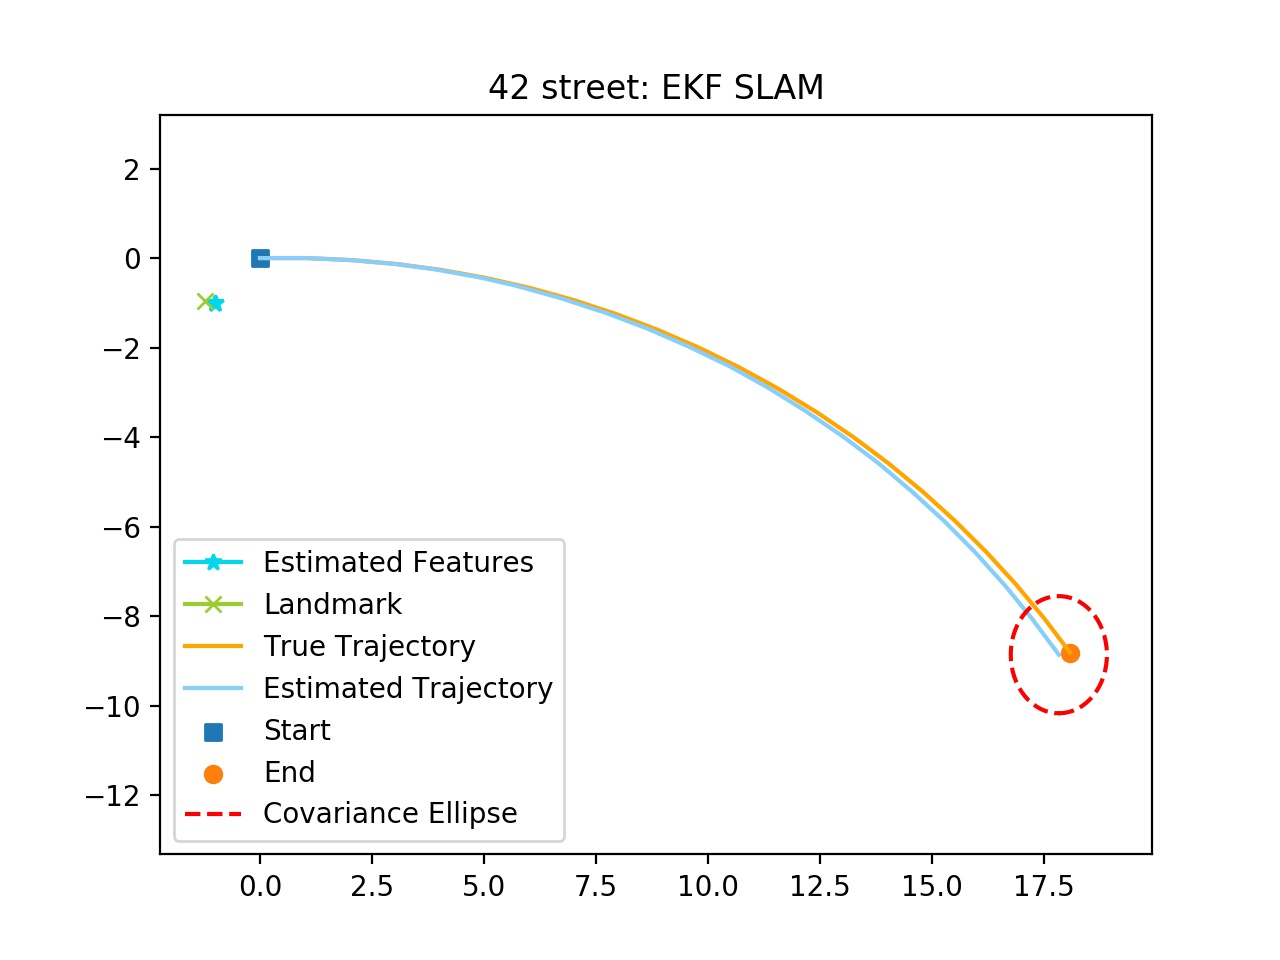 42 street: EKF SLAM
2
0
−2
−4
−6
−8
−10
−12
Estimated Features
Landmark
True Trajectory
Estimated Trajectory
Start
End
Covariance Ellipse
0.0 2.5 5.0 7.5 10.0 12.5 15.0 17.5